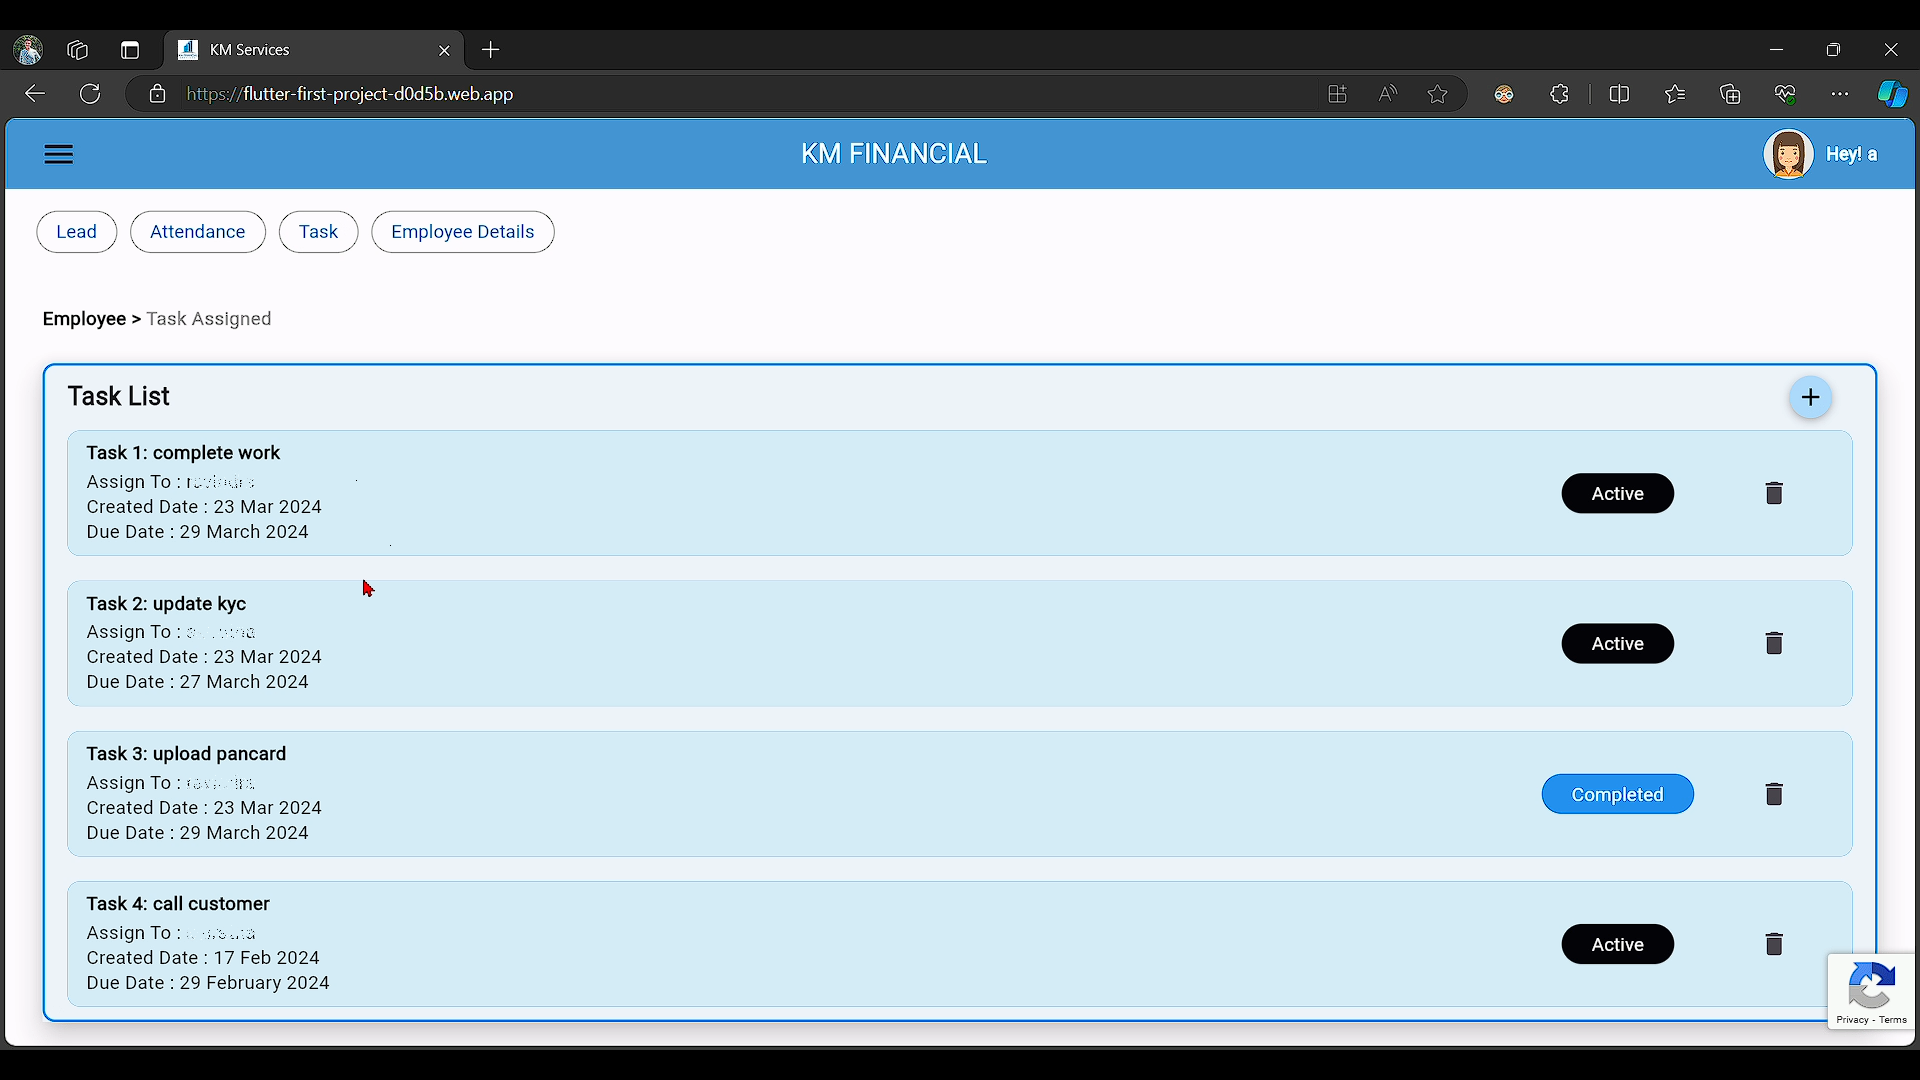 KM Services
https://flutter-first-project-d0d5b.web.app
KM FINANCIAL
Hey! a
Lead
Attendance
Task
Employee Details
Employee > Task Assigned
Task List
Task 1: complete work
Assign To :
Created Date : 23 Mar 2024
Due Date : 29 March 2024
Active
Task 2: update kyc
Assign To :
Created Date : 23 Mar 2024
Due Date : 27 March 2024
Active
Task 3: upload pancard
Assign To :
Created Date : 23 Mar 2024
Due Date : 29 March 2024
Completed
Task 4: call customer
Assign To :
Created Date : 17 Feb 2024
Due Date : 29 February 2024
Active
Privacy - Terms